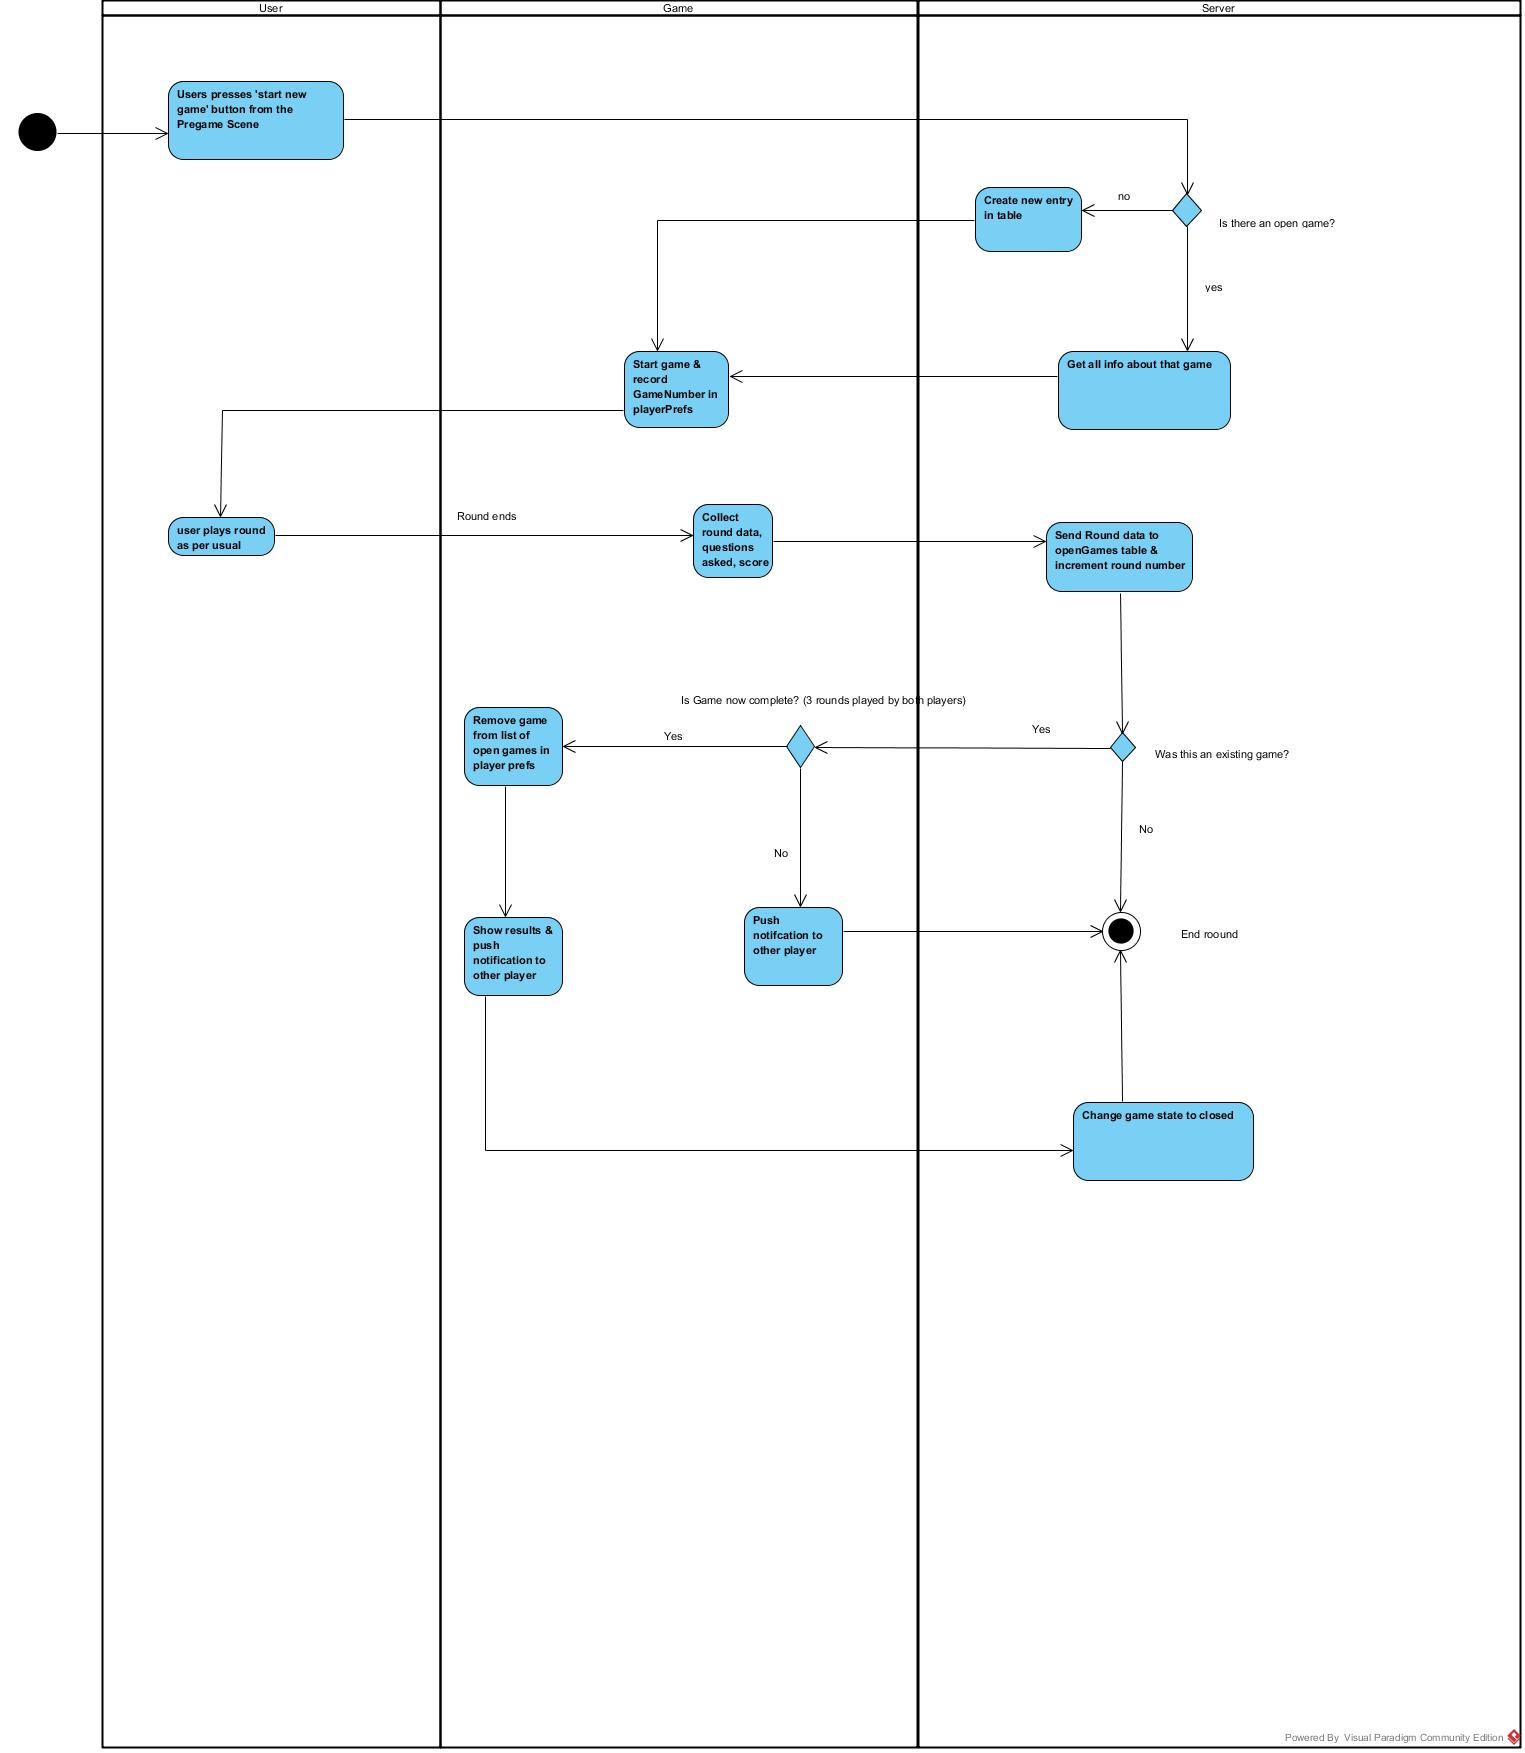 User
Game
Server
Users presses 'start new
game' button from the
Pregame Scene
no
Create new entry
in table
Is there an open game?
yes
Start game &
record
GameNumber in
playerPrefs
Get all info about that game
user plays round
as per usual
Round ends
Collect
round data,
questions
asked, score
Send Round data to
openGames table &
increment round number
Is Game now complete? (3 rounds played by both players)
Remove game
from list of
open games in
player prefs
Yes
Yes
Was this an existing game?
No
No
Show results &
push
notification to
other player
Push
notifcation to
other player
End roound
Change game state to closed
Powered By Visual Paradigm Community Edition